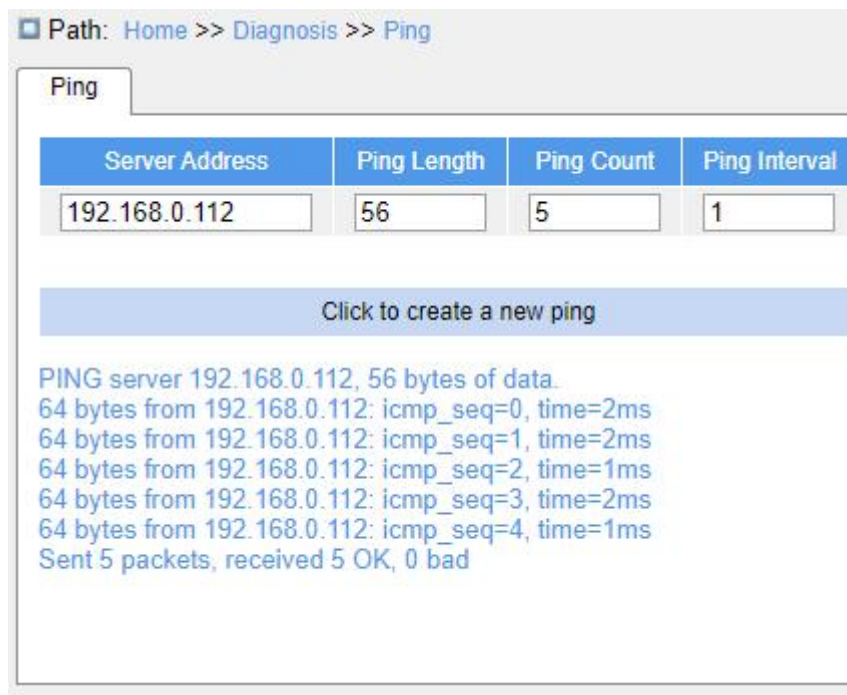 Path: Home >> Diagnosis >> Ping
Ping
Server Address Ping Length Ping Count Ping Interval
192.168.0.112 56 5 1
Click to create a new ping
PING server 192.168.0.112, 56 bytes of data.
64 bytes from 192.168.0.112: icmp_seq=0, time=2ms
64 bytes from 192.168.0.112: icmp_seq=1, time=2ms
64 bytes from 192.168.0.112: icmp_seq=2, time=1ms
64 bytes from 192.168.0.112: icmp_seq=3, time=2ms
64 bytes from 192.168.0.112: icmp_seq=4, time=1ms
Sent 5 packets, received 5 OK, 0 bad